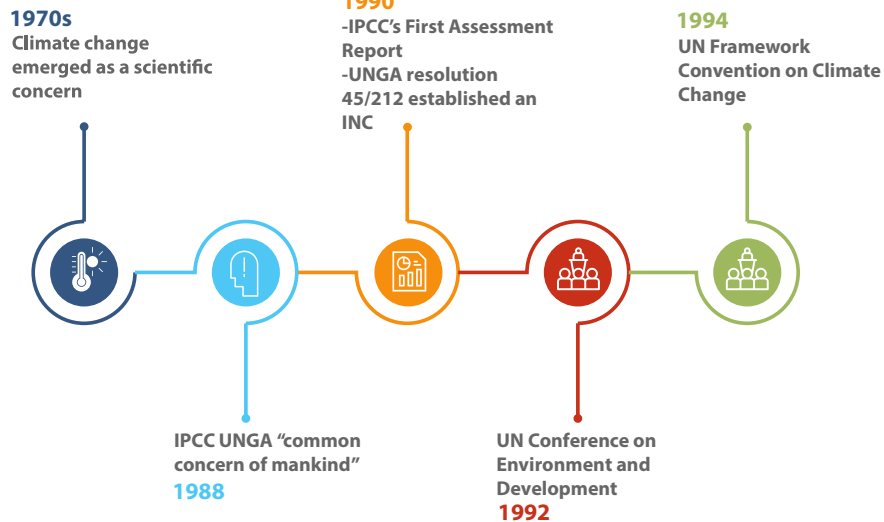 1970s
Climate change
emerged as a scientific
concern
1990
-IPCC’s First Assessment
Report
-UNGA resolution
45/212 established an
INC
1994
UN Framework
Convention on Climate
Change
IPCC UNGA “common
concern of mankind”
1988
UN Conference on
Environment and
Development
1992